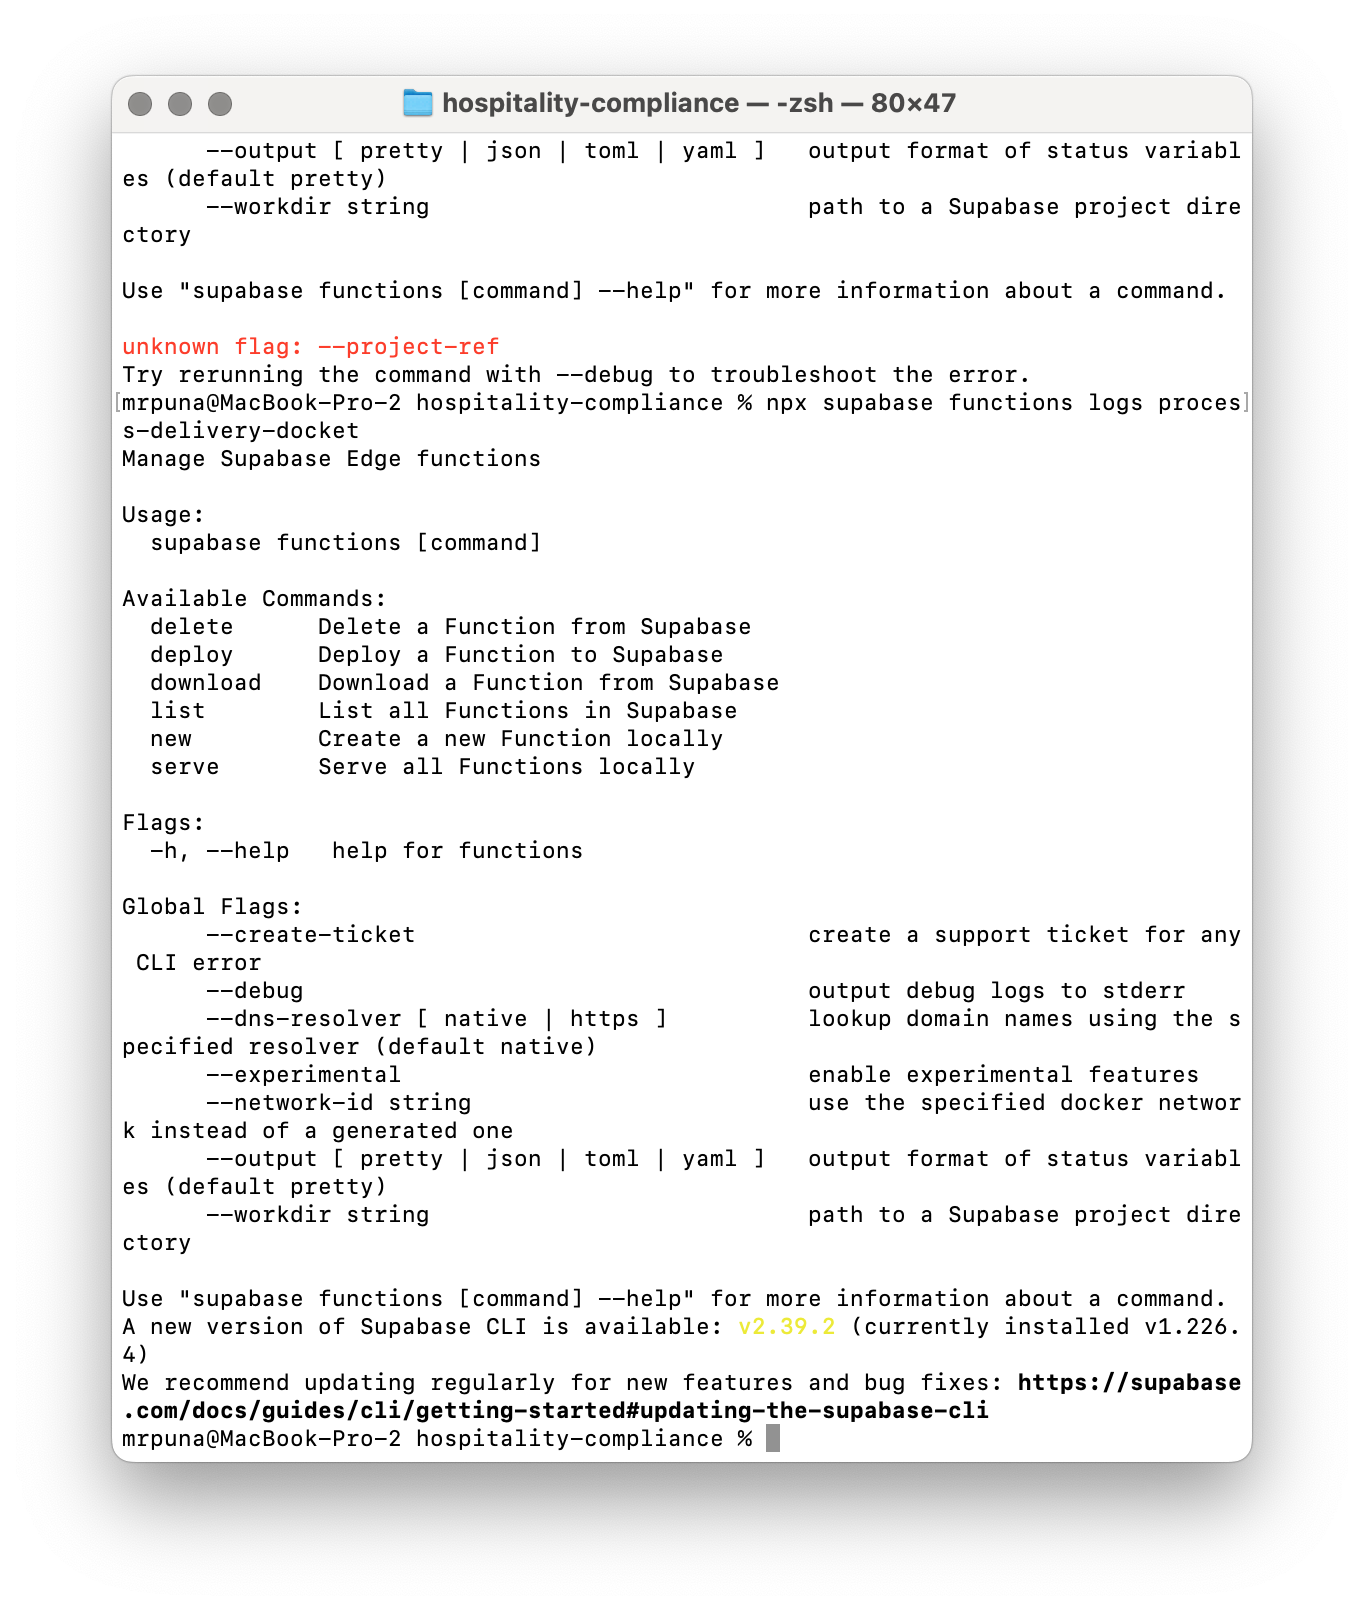 hospitality-compliance — -zsh — 80×47
--output [ pretty | json | toml | yaml ]   output format of status variabl
es (default pretty)
--workdir string                           path to a Supabase project dire
ctory
Use "supabase functions [command] --help" for more information about a command.
unknown flag: --project-ref
Try rerunning the command with --debug to troubleshoot the error.
[mrpuna@MacBook-Pro-2 hospitality-compliance % npx supabase functions logs proces]
s-delivery-docket
Manage Supabase Edge functions
Usage:
supabase functions [command]
Available Commands:
delete      Delete a Function from Supabase
deploy      Deploy a Function to Supabase
download    Download a Function from Supabase
list        List all Functions in Supabase
new         Create a new Function locally
serve       Serve all Functions locally
Flags:
-h, --help   help for functions
Global Flags:
--create-ticket                            create a support ticket for any
CLI error
--debug                                    output debug logs to stderr
--dns-resolver [ native | https ]          lookup domain names using the s
pecified resolver (default native)
--experimental                             enable experimental features
--network-id string                        use the specified docker networ
k instead of a generated one
--output [ pretty | json | toml | yaml ]   output format of status variabl
es (default pretty)
--workdir string                           path to a Supabase project dire
ctory
Use "supabase functions [command] --help" for more information about a command.
A new version of Supabase CLI is available: v2.39.2 (currently installed v1.226.
4)
We recommend updating regularly for new features and bug fixes: https://supabase
.com/docs/guides/cli/getting-started#updating-the-supabase-cli
mrpuna@MacBook-Pro-2 hospitality-compliance %